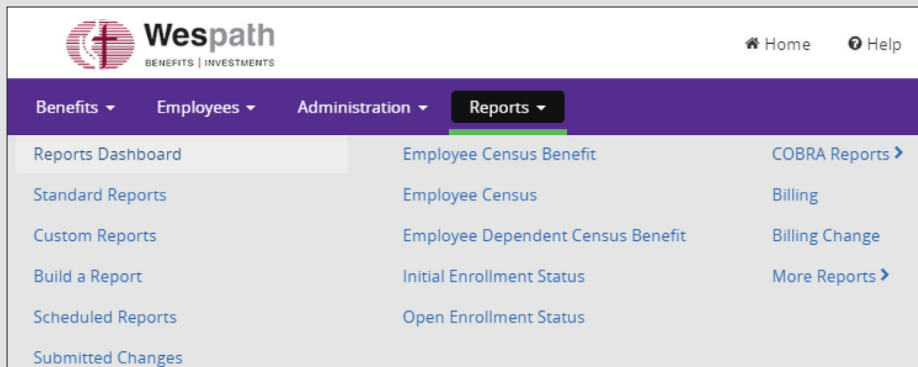 Wespath
BENEFITS | INVESTMENTS
Home Help
Benefits Employees Administration Reports
Reports Dashboard Employee Census Benefit COBRA Reports
Standard Reports Employee Census Billing
Custom Reports Employee Dependent Census Benefit Billing Change
Build a Report Initial Enrollment Status More Reports
Scheduled Reports Open Enrollment Status
Submitted Changes